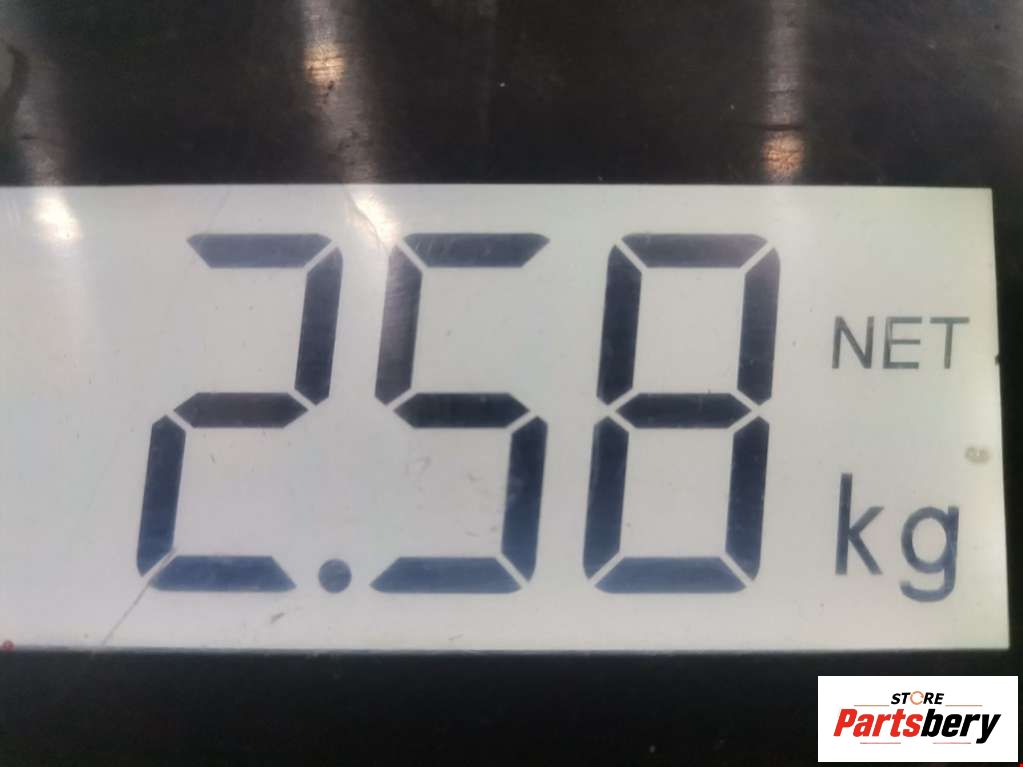 2.58 NET
kg
STORE
Partsbery